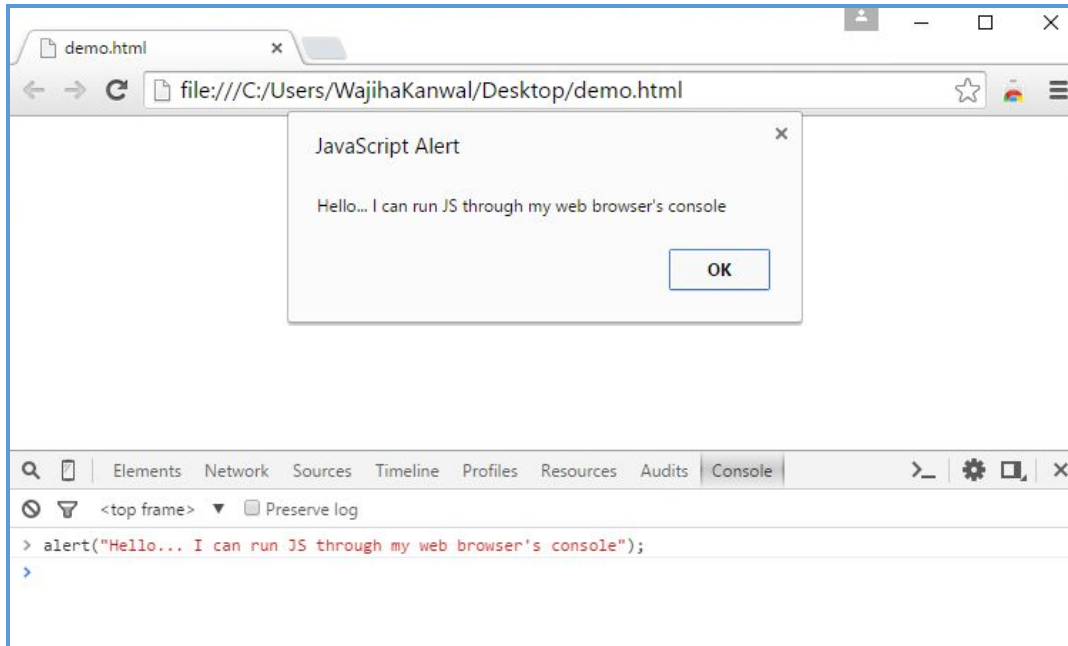 demo.html
file:///C:/Users/WajihaKanwal/Desktop/demo.html
JavaScript Alert
Hello... I can run JS through my web browser's console
OK
Elements Network Sources Timeline Profiles Resources Audits Console
<top frame> ▼ Preserve log
> alert("Hello... I can run JS through my web browser's console");
>